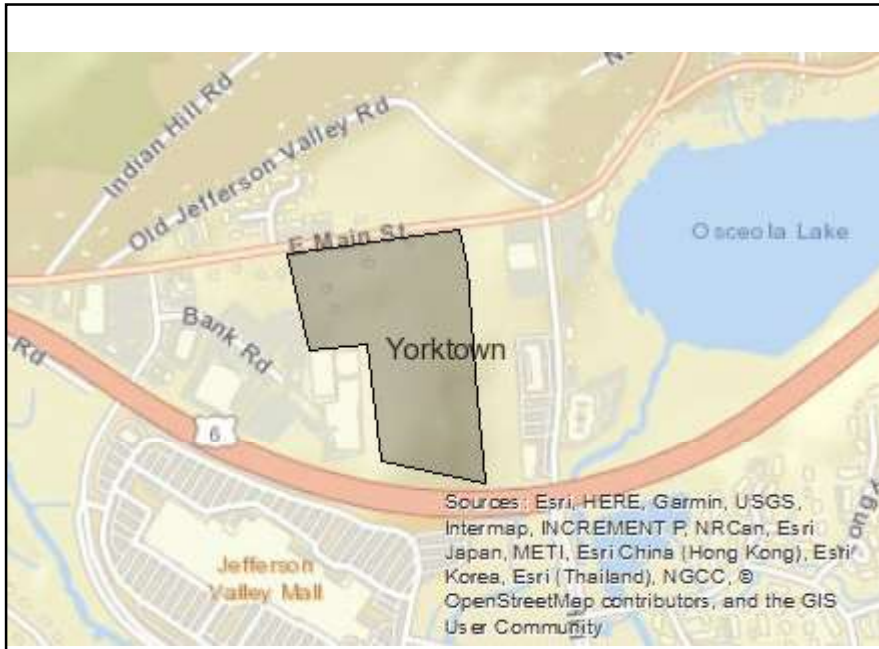 Indian Hill Rd
Old Jefferson Valley Rd
E Main St
Osceola Lake
Bank Rd
Yorktown
Rd
6
Jefferson
Valley Mall
Sources: Esri, HERE, Garmin, USGS,
Intermap, INCREMENT P, NRCan, Esri
Japan, METI, Esri China (Hong Kong), Esri
Korea, Esri (Thailand), NGCC, ©
OpenStreetMap contributors, and the GIS
User Community